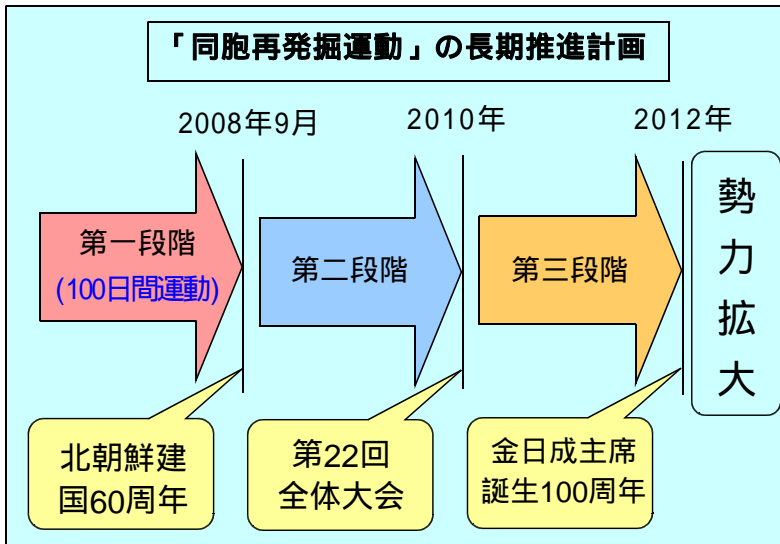 「同胞再発掘運動」の長期推進計画
2008年9月
2010年
2012年
第一段階
(100日間運動)
第二段階
第三段階
勢
力
拡
大
北朝鮮建
国60周年
第22回
全体大会
金日成主席
誕生100周年